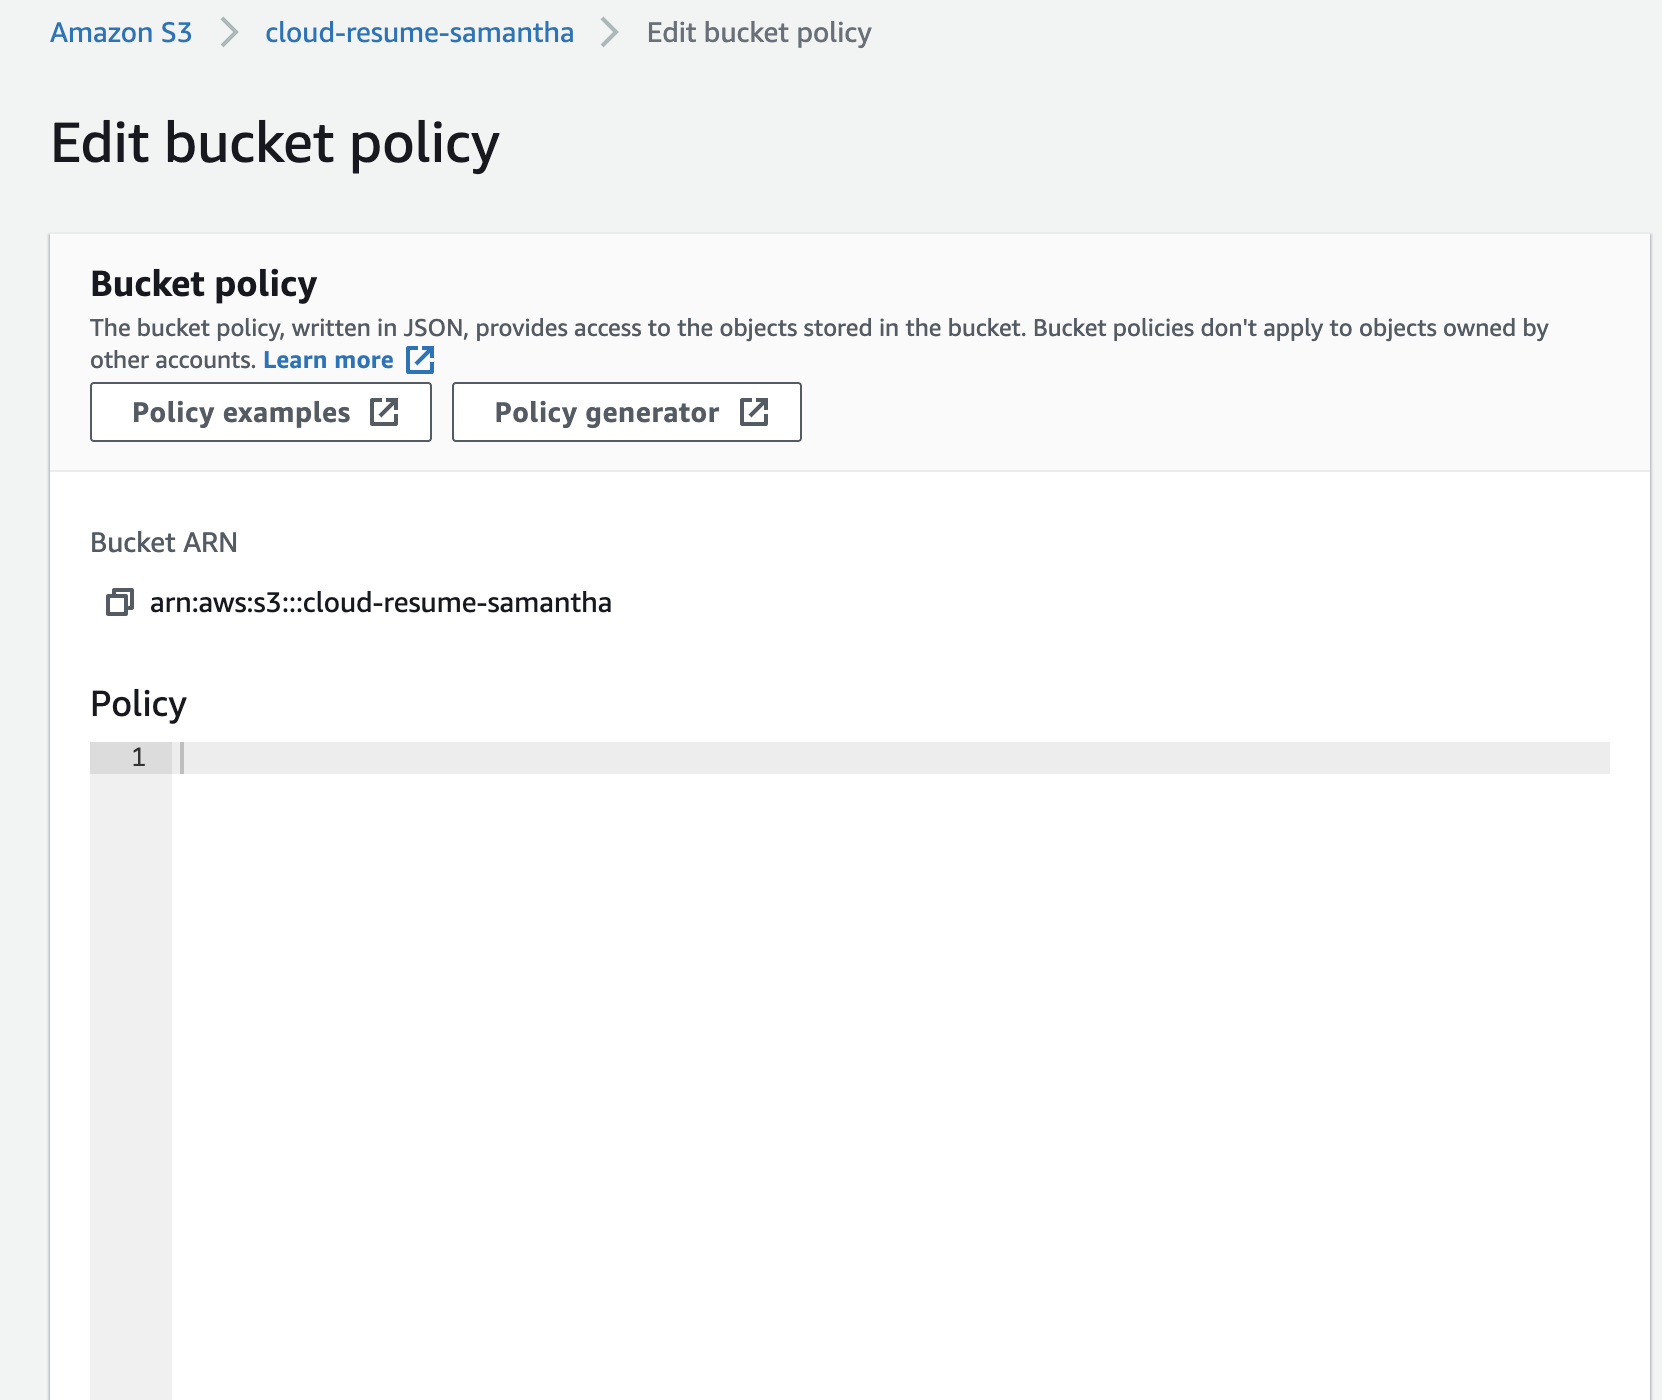 Amazon S3 > cloud-resume-samantha > Edit bucket policy
Edit bucket policy
Bucket policy
The bucket policy, written in JSON, provides access to the objects stored in the bucket. Bucket policies don't apply to objects owned by
other accounts. Learn more
Policy examples Policy generator
Bucket ARN
arn:aws:s3:::cloud-resume-samantha
Policy
1